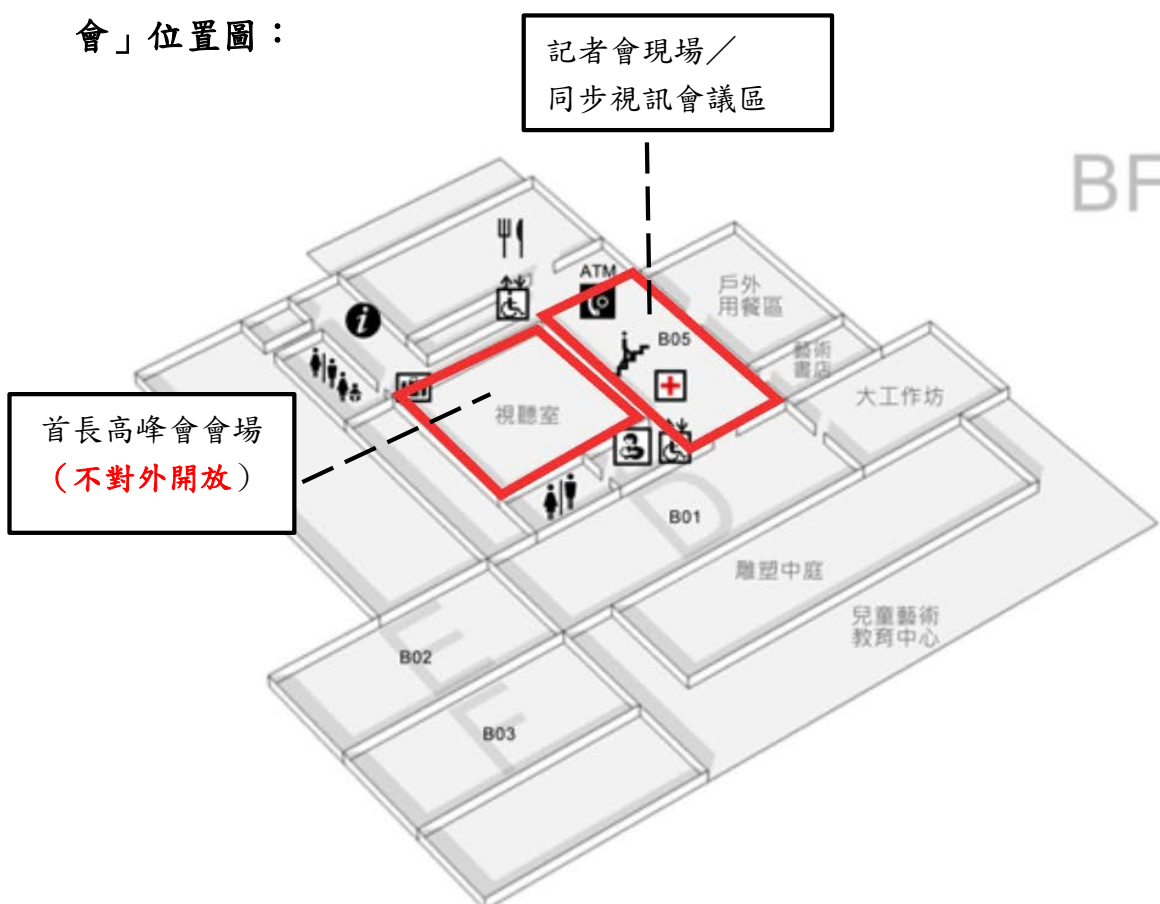 會」位置圖：
記者會現場／
同步視訊會議區
BF
ATM
戶外
用餐區
B05
藝術
書店
大工作坊
首長高峰會會場
（不對外開放）
視聽室
D
B01
雕塑中庭
兒童藝術
教育中心
E
B02
F
B03